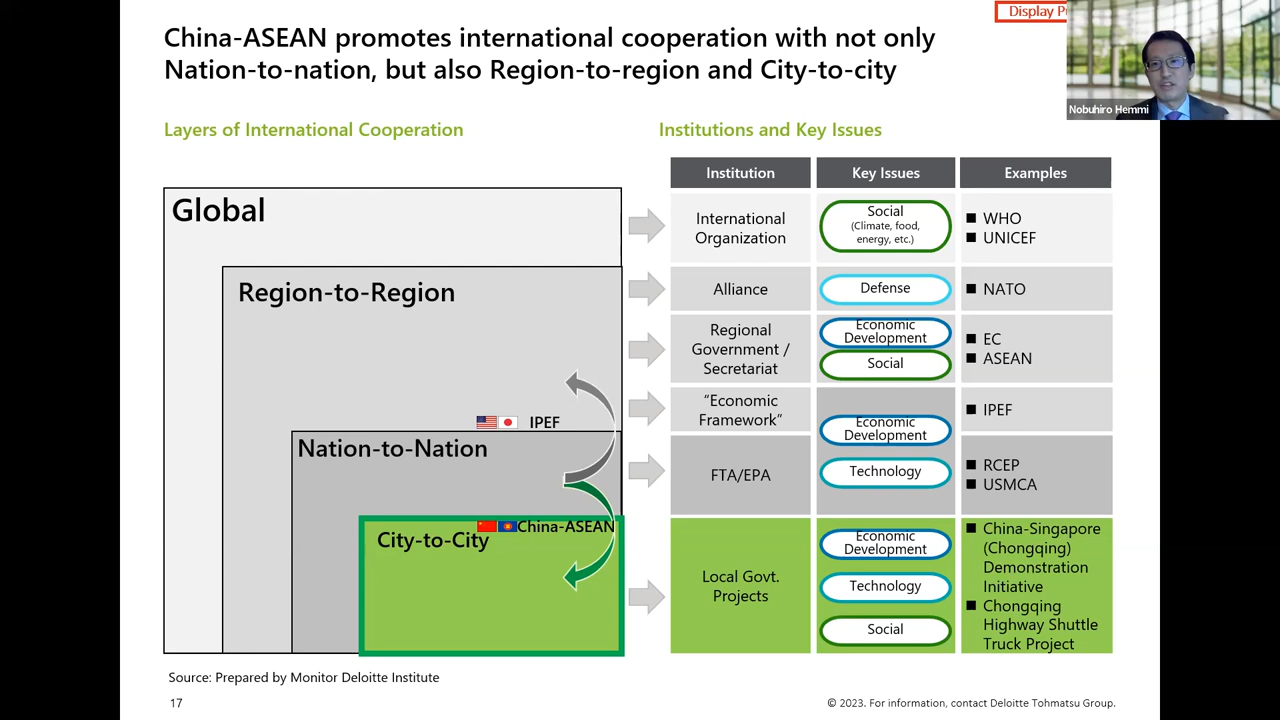 China-ASEAN promotes international cooperation with not only
Nation-to-nation, but also Region-to-region and City-to-city
Display
Nobuhiro Hemmi
Layers of International Cooperation
Global
Region-to-Region
IPEF
Nation-to-Nation
China-ASEAN
City-to-City
Institutions and Key Issues
Institution
Key Issues
Examples
International
Organization
Social
(Climate, food,
energy, etc.)
WHO
UNICEF
Alliance
Defense
NATO
Regional
Government /
Secretariat
Economic
Development
Social
EC
ASEAN
“Economic
Framework”
IPEF
FTA/EPA
Economic
Development
Technology
RCEP
USMCA
Local Govt.
Projects
Economic
Development
Technology
Social
China-Singapore
(Chongqing)
Demonstration
Initiative
Chongqing
Highway Shuttle
Truck Project
Source: Prepared by Monitor Deloitte Institute
17
© 2023. For information, contact Deloitte Tohmatsu Group.